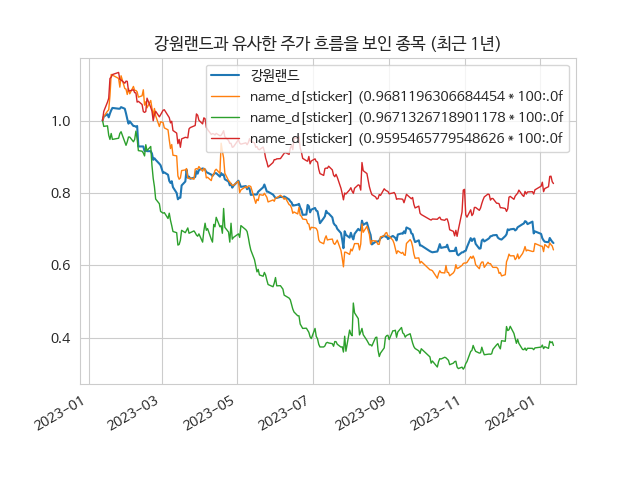 강원랜드과 유사한 주가 흐름을 보인 종목 (최근 1년)
강원랜드
name_d[sticker] (0.9681196306684454 * 100:.0f
name_d[sticker] (0.9671326718901178 * 100:.0f
name_d[sticker] (0.9595465779548626 * 100:.0f
1.0
0.8
0.6
0.4
2023-01
2023-03
2023-05
2023-07
2023-09
2023-11
2024-01